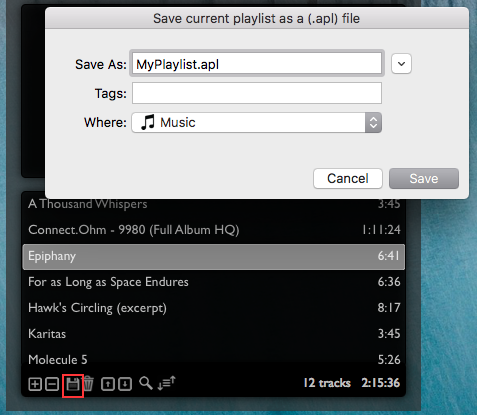 Save current playlist as a (.apl) file
Save As: MyPlaylist.apl
Tags:
Where: Music
Cancel Save
A Thousand Whispers 3:45
Connect.Ohm - 9980 (Full Album HQ) 1:11:24
Epiphany 6:41
For as Long as Space Endures 6:36
Hawk's Circling (excerpt) 8:17
Karitas 3:45
Molecule 5 5:26
12 tracks 2:15:36